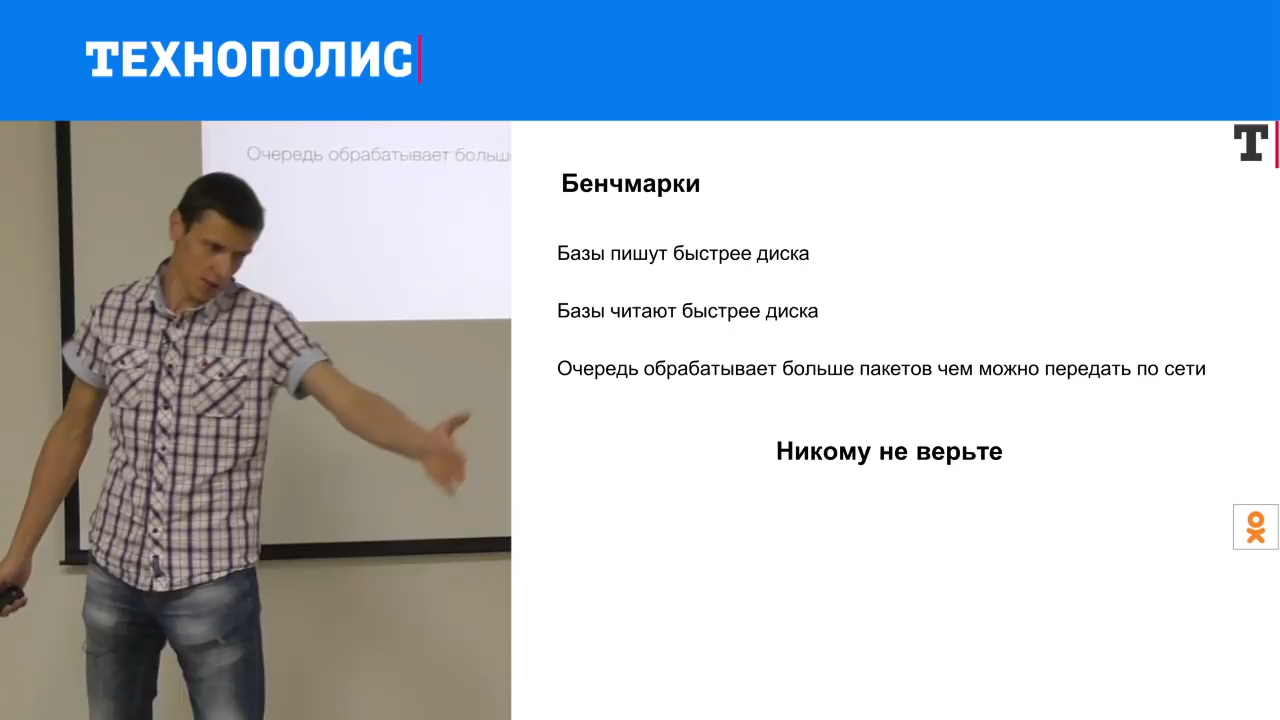 ТЕХНОПОЛИС
Очередь обрабатывает больш
Т
Бенчмарки
Базы пишут быстрее диска
Базы читают быстрее диска
Очередь обрабатывает больше пакетов чем можно передать по сети
Никому не верьте